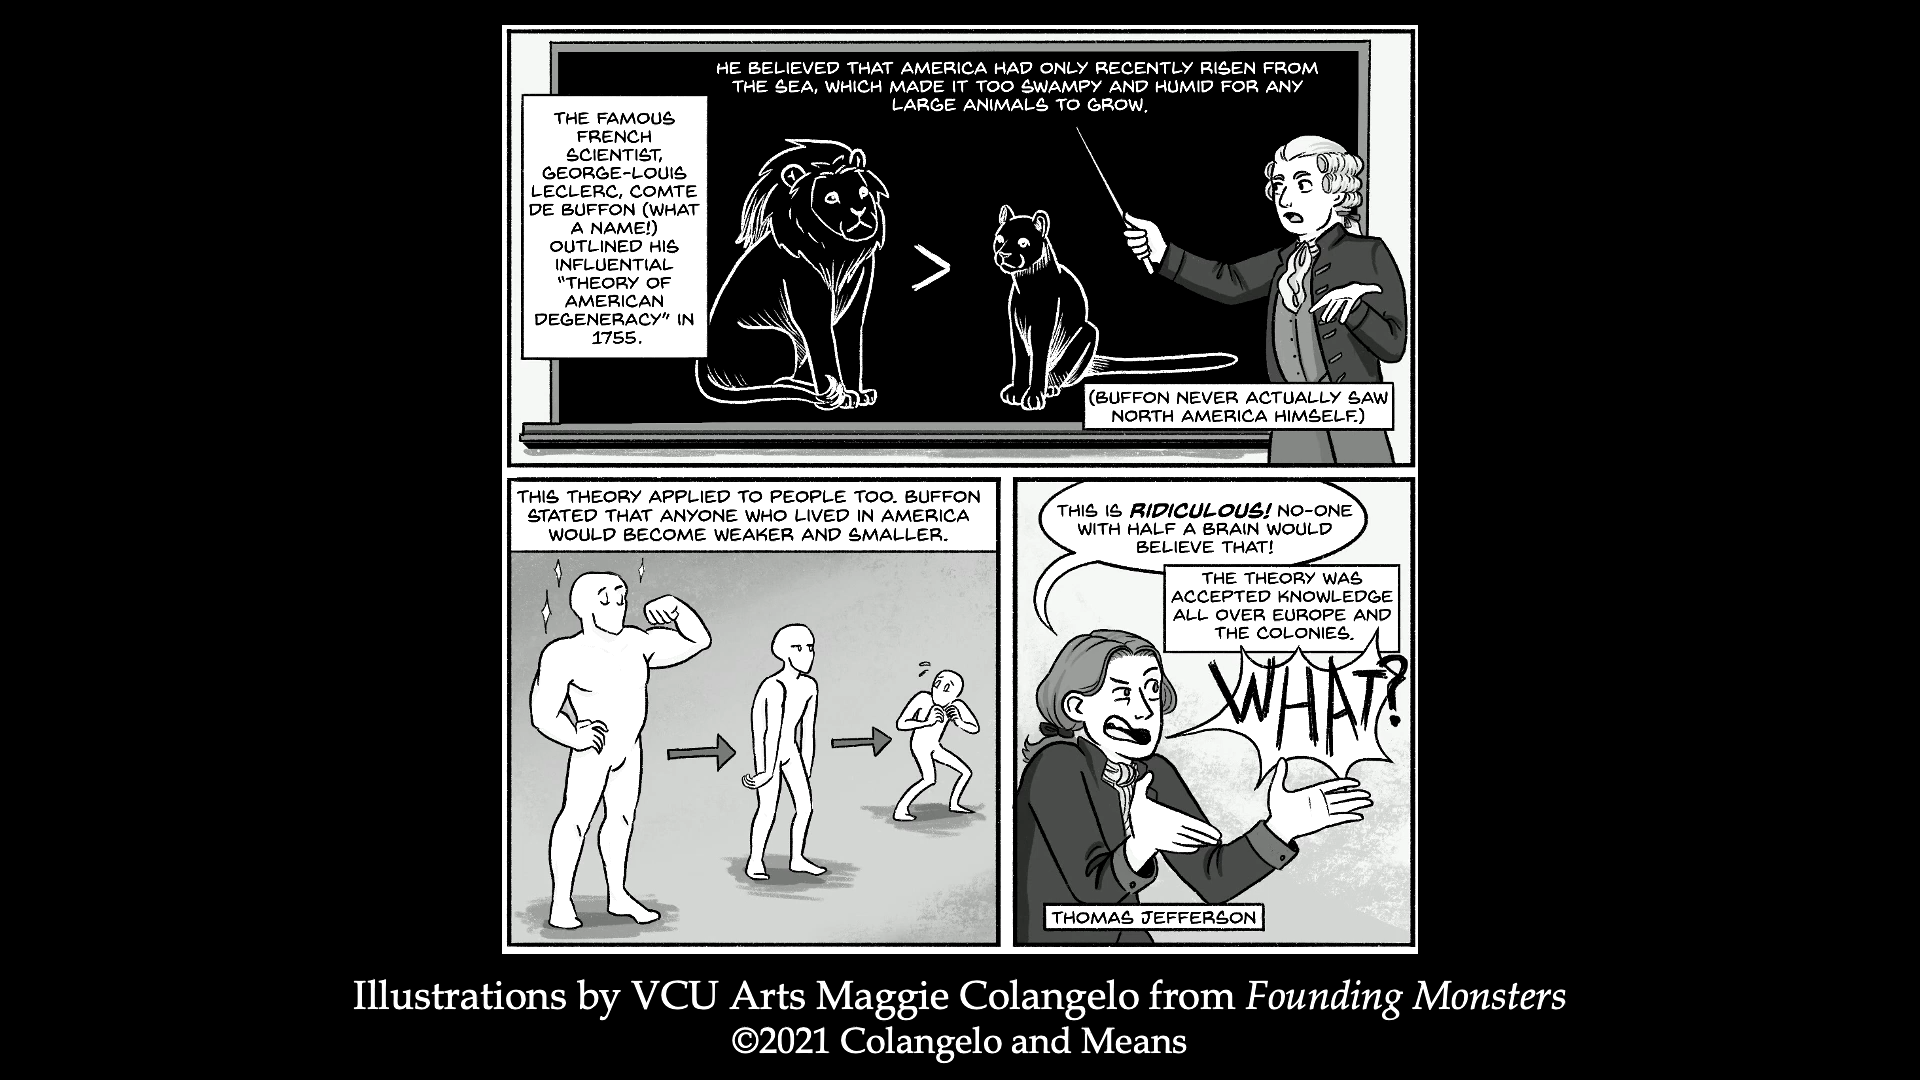 HE BELIEVED THAT AMERICA HAD ONLY RECENTLY RISEN FROM
THE SEA, WHICH MADE IT TOO SWAMPY AND HUMID FOR ANY
LARGE ANIMALS TO GROW.
THE FAMOUS
FRENCH
SCIENTIST,
GEORGE-LOUIS
LECLERC, COMTE
DE BUFFON (WHAT
A NAME!)
OUTLINED HIS
INFLUENTIAL
"THEORY OF
AMERICAN
DEGENERACY" IN
1755.
>
(BUFFON NEVER ACTUALLY SAW
NORTH AMERICA HIMSELF.)
THIS THEORY APPLIED TO PEOPLE TOO. BUFFON
STATED THAT ANYONE WHO LIVED IN AMERICA
WOULD BECOME WEAKER AND SMALLER.
THIS IS RIDICULOUS! NO-ONE
WITH HALF A BRAIN WOULD
BELIEVE THAT!
THE THEORY WAS
ACCEPTED KNOWLEDGE
ALL OVER EUROPE AND
THE COLONIES.
WHAT?
THOMAS JEFFERSON
Illustrations by VCU Arts Maggie Colangelo from Founding Monsters
©2021 Colangelo and Means